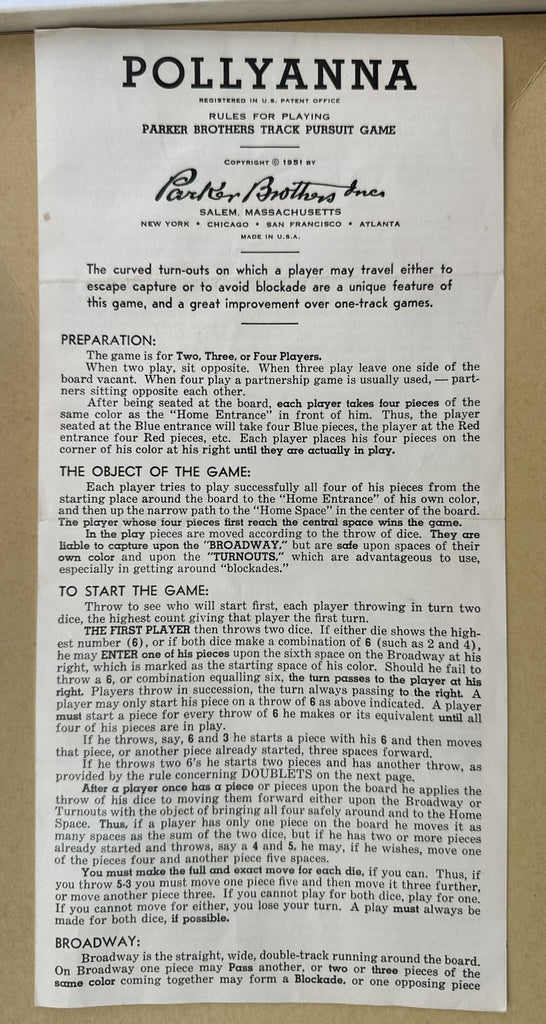 POLLYANNA
REGISTERED IN U.S. PATENT OFFICE
RULES FOR PLAYING
PARKER BROTHERS TRACK PURSUIT GAME
COPYRIGHT © 1951 BY
Parker Brothers Inc.
SALEM, MASSACHUSETTS
NEW YORK • CHICAGO • SAN FRANCISCO • ATLANTA
MADE IN U.S.A.
The curved turn-outs on which a player may travel either to
escape capture or to avoid blockade are a unique feature of
this game, and a great improvement over one-track games.
PREPARATION:
The game is for Two, Three, or Four Players.
When two play, sit opposite. When three play leave one side of the
board vacant. When four play a partnership game is usually used, — part-
ners sitting opposite each other.
After being seated at the board, each player takes four pieces of the
same color as the "Home Entrance" in front of him. Thus, the player
seated at the Blue entrance will take four Blue pieces, the player at the Red
entrance four Red pieces, etc. Each player places his four pieces on the
corner of his color at his right until they are actually in play.
THE OBJECT OF THE GAME:
Each player tries to play successfully all four of his pieces from the
starting place around the board to the "Home Entrance" of his own color,
and then up the narrow path to the "Home Space" in the center of the board.
The player whose four pieces first reach the central space wins the game.
In the play pieces are moved according to the throw of dice. They are
liable to capture upon the "BROADWAY," but are safe upon spaces of their
own color and upon the "TURNOUTS," which are advantageous to use,
especially in getting around "blockades."
TO START THE GAME:
Throw to see who will start first, each player throwing in turn two
dice, the highest count giving that player the first turn.
THE FIRST PLAYER then throws two dice. If either die shows the high-
est number (6), or if both dice make a combination of 6 (such as 2 and 4),
he may ENTER one of his pieces upon the sixth space on the Broadway at his
right, which is marked as the starting space of his color. Should he fail to
throw a 6, or combination equalling six, the turn passes to the player at his
right. Players throw in succession, the turn always passing to the right. A
player may only start his piece on a throw of 6 as above indicated. A player
must start a piece for every throw of 6 he makes or its equivalent until all
four of his pieces are in play.
If he throws, say, 6 and 3 he starts a piece with his 6 and then moves
that piece, or another piece already started, three spaces forward.
If he throws two 6's he starts two pieces and has another throw, as
provided by the rule concerning DOUBLETS on the next page.
After a player once has a piece or pieces upon the board he applies the
throw of his dice to moving them forward either upon the Broadway or
Turnouts with the object of bringing all four safely around and to the Home
Space. Thus, if a player has only one piece on the board he moves it as
many spaces as the sum of the two dice, but if he has two or more pieces
already started and throws, say a 4 and 5, he may, if he wishes, move one
of the pieces four and another piece five spaces.
You must make the full and exact move for each die, if you can. Thus, if
you throw 5-3 you must move one piece five and then move it three further,
or move another piece three. If you cannot play for both dice, play for one.
If you cannot move for either, you lose your turn. A play must always be
made for both dice, if possible.
BROADWAY:
Broadway is the straight, wide, double-track running around the board.
On Broadway one piece may Pass another, or two or three pieces of the
same color coming together may form a Blockade, or one opposing piece